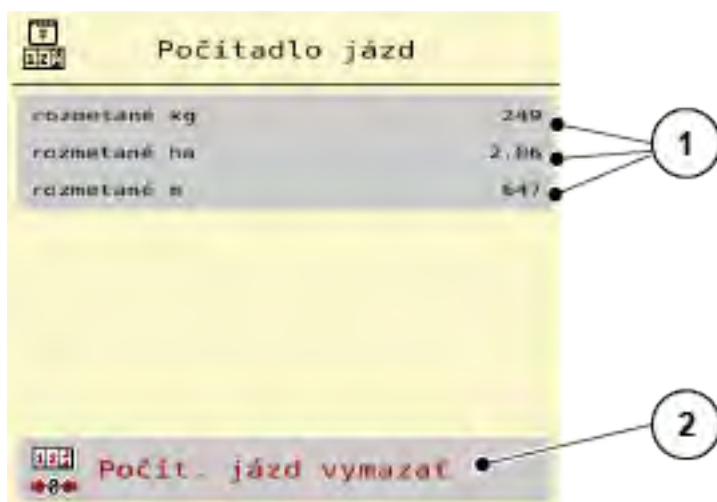 Počítadlo jázd
rozmetané kg 249
rozmetané ha 2.06
rozmetané m 647
1
2
Počít. jázd vymazať